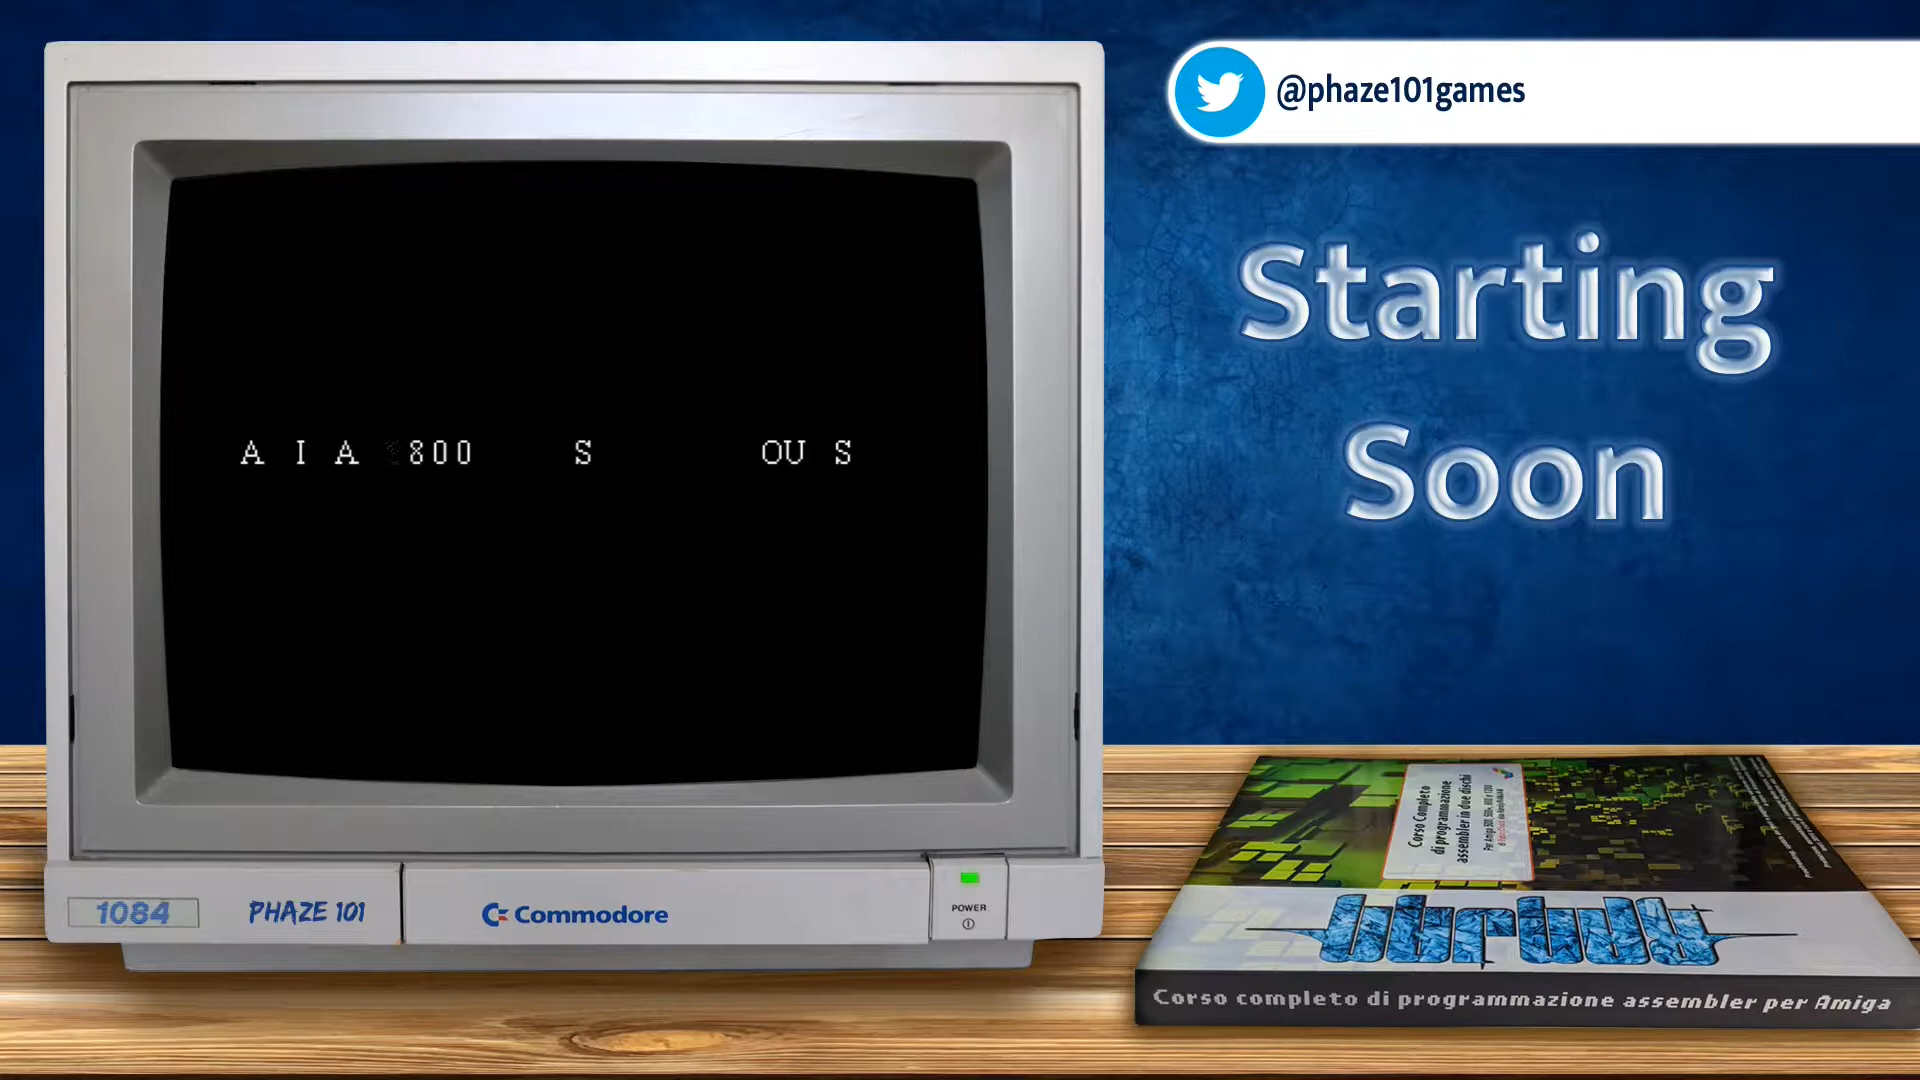 @phaze101games
Starting
Soon
A I A 800 S OU S
1084
PHAZE 101
Commodore
POWER
Corso Completo
di programmazione
assembler in due dischi
Corso completo di programmazione assembler per Amiga